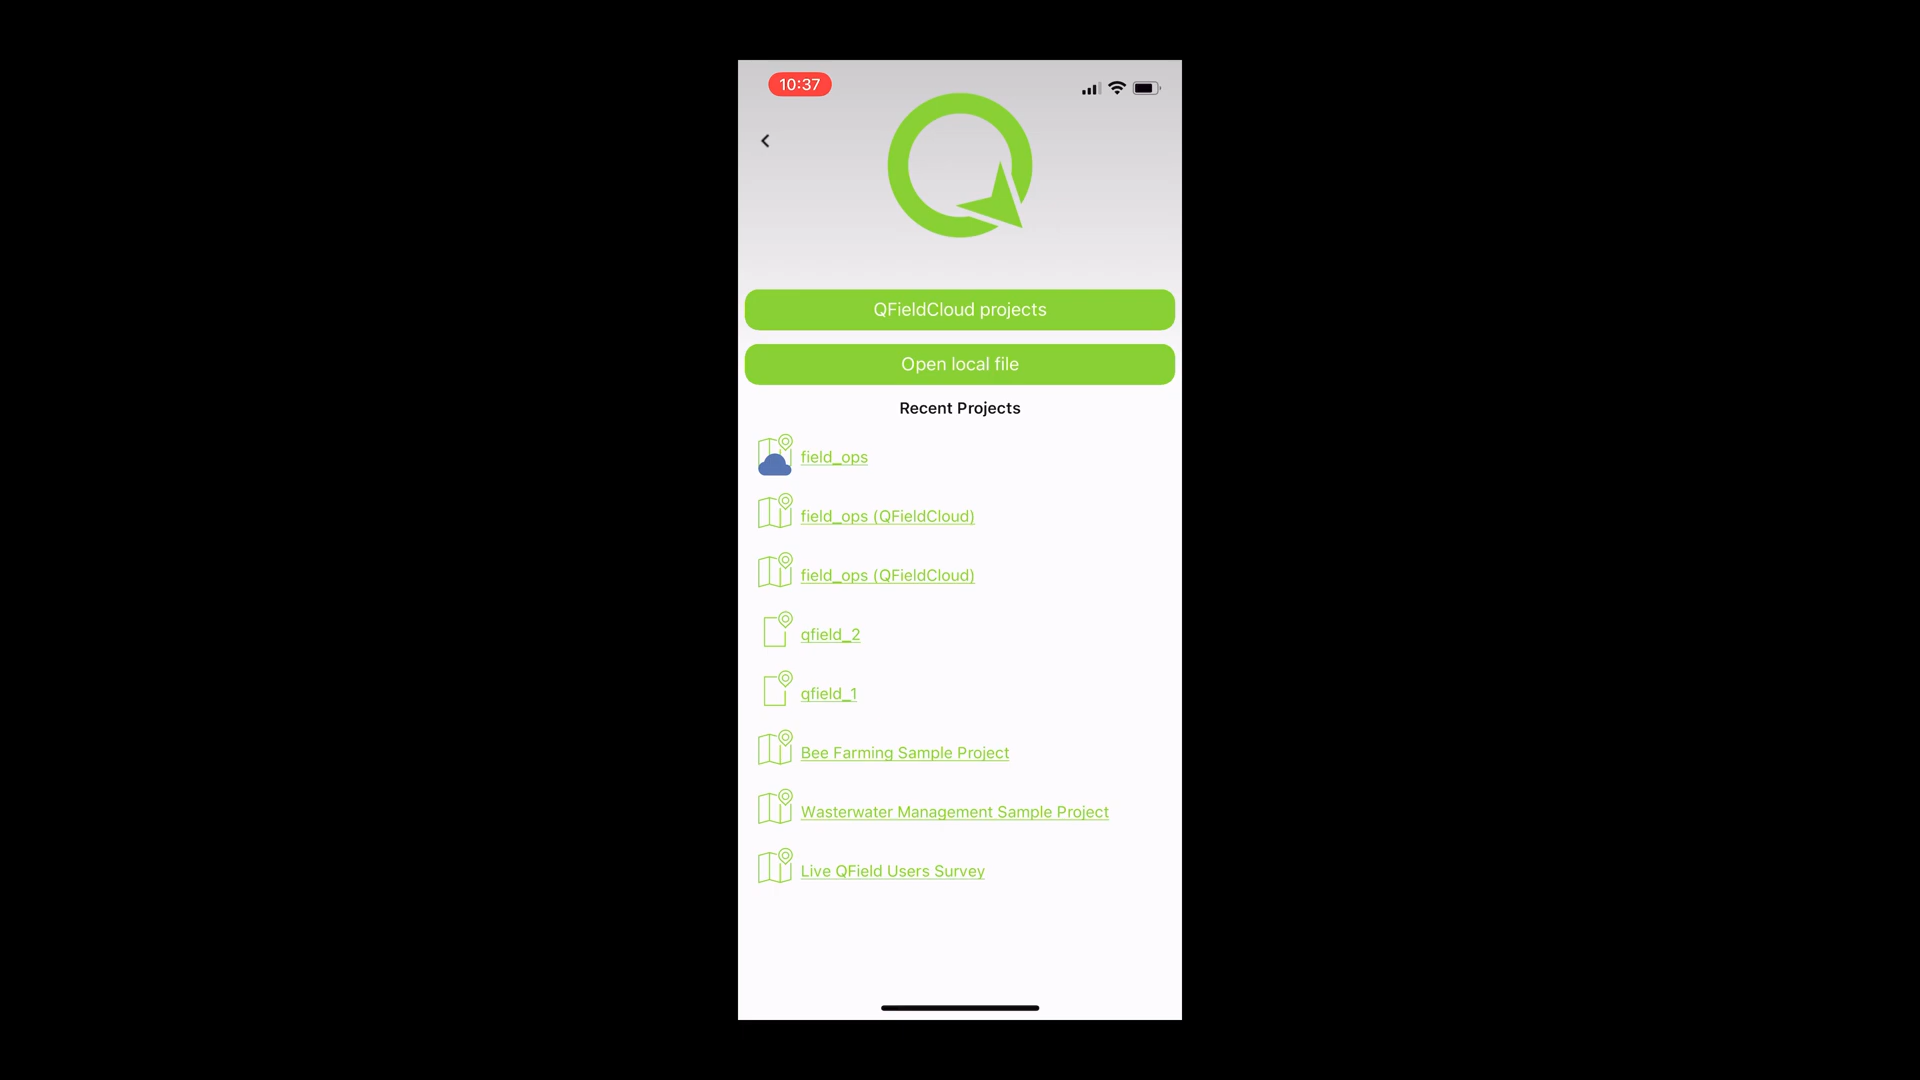 10:37
QFieldCloud projects
Open local file
Recent Projects
field_ops
field_ops (QFieldCloud)
field_ops (QFieldCloud)
qfield_2
qfield_1
Bee Farming Sample Project
Wasterwater Management Sample Project
Live QField Users Survey